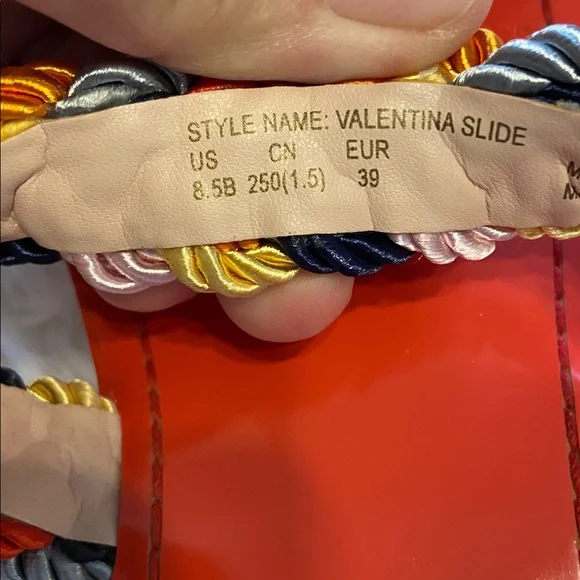 STYLE NAME: VALENTINA SLIDE
US CN EUR
8.5B 250(1.5) 39